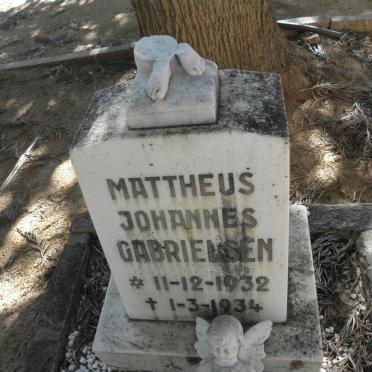 MATTHEUS
JOHANNES
GABRIELSEN
* 11-12-1932
† 1-3-1934